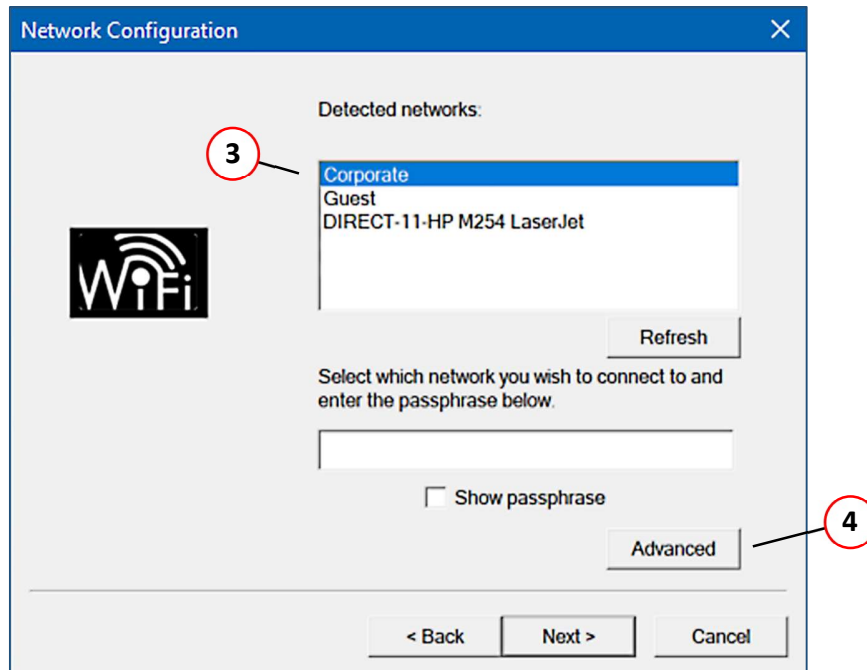 Network Configuration
Detected networks:
3
Corporate
Guest
DIRECT-11-HP M254 LaserJet
WiFi
Refresh
Select which network you wish to connect to and
enter the passphrase below.
Show passphrase
4
Advanced
< Back Next > Cancel